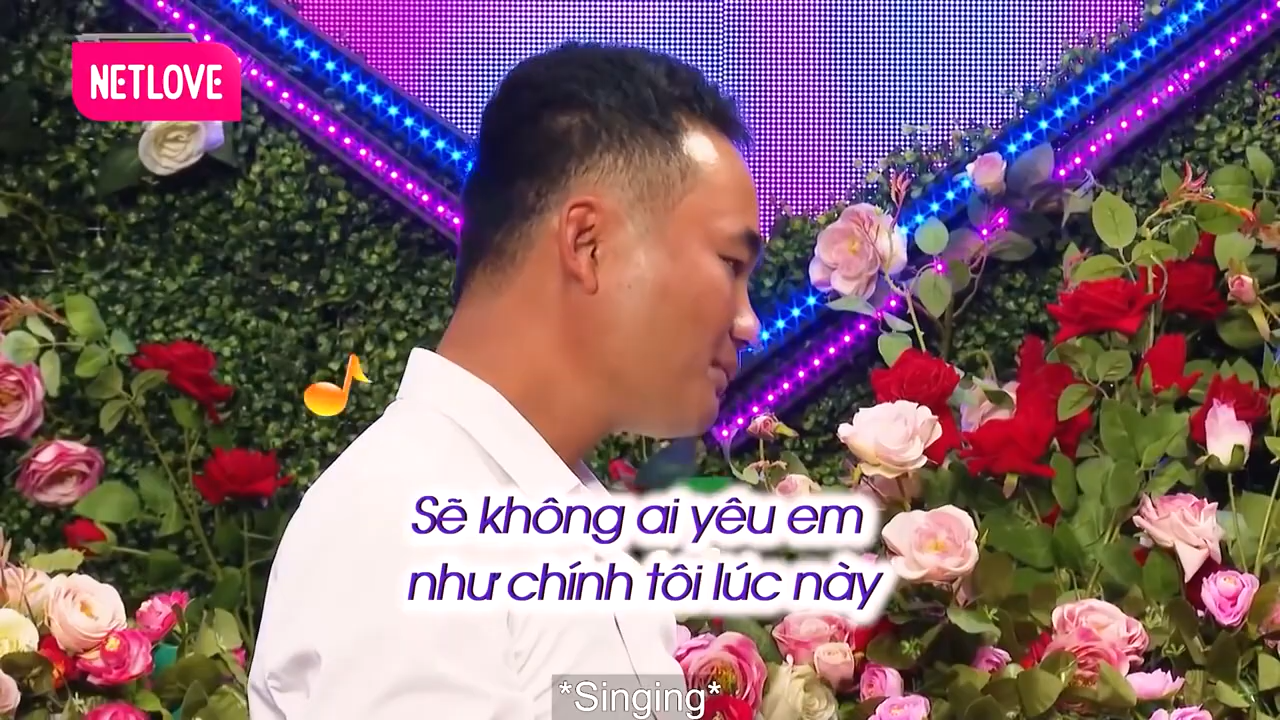 NETLOVE
Sẽ không ai yêu em
như chính tôi lúc này
*Singing*